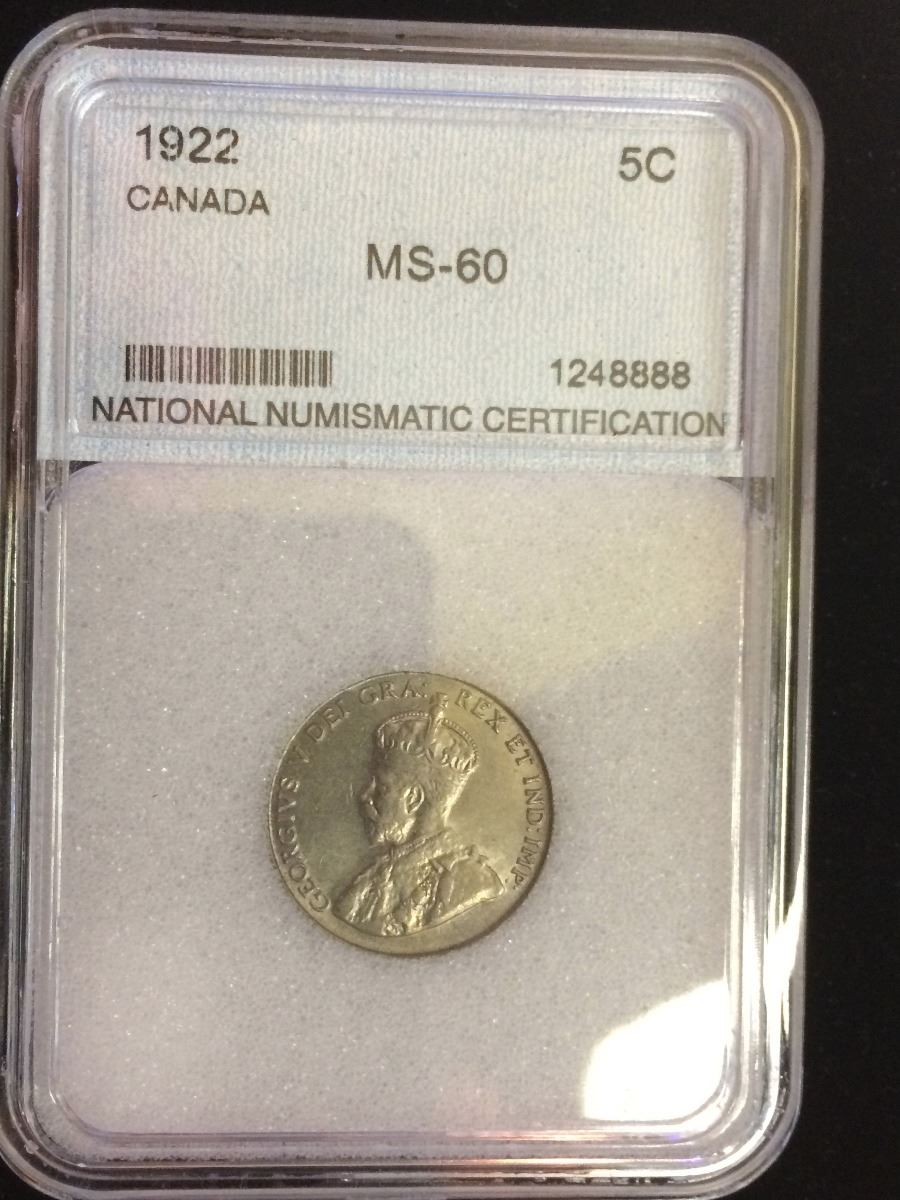 1922
5C
CANADA
MS-60
1248888
NATIONAL NUMISMATIC CERTIFICATION
GEORGIVS V DEI GRA: REX ET IND: IMP: